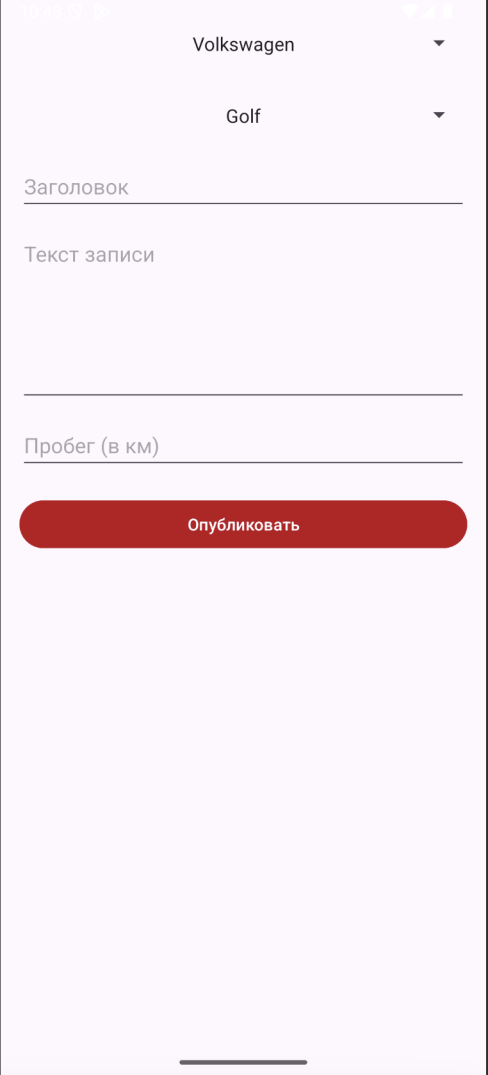 Volkswagen
Golf
Заголовок
Текст записи
Пробег (в км)
Опубликовать